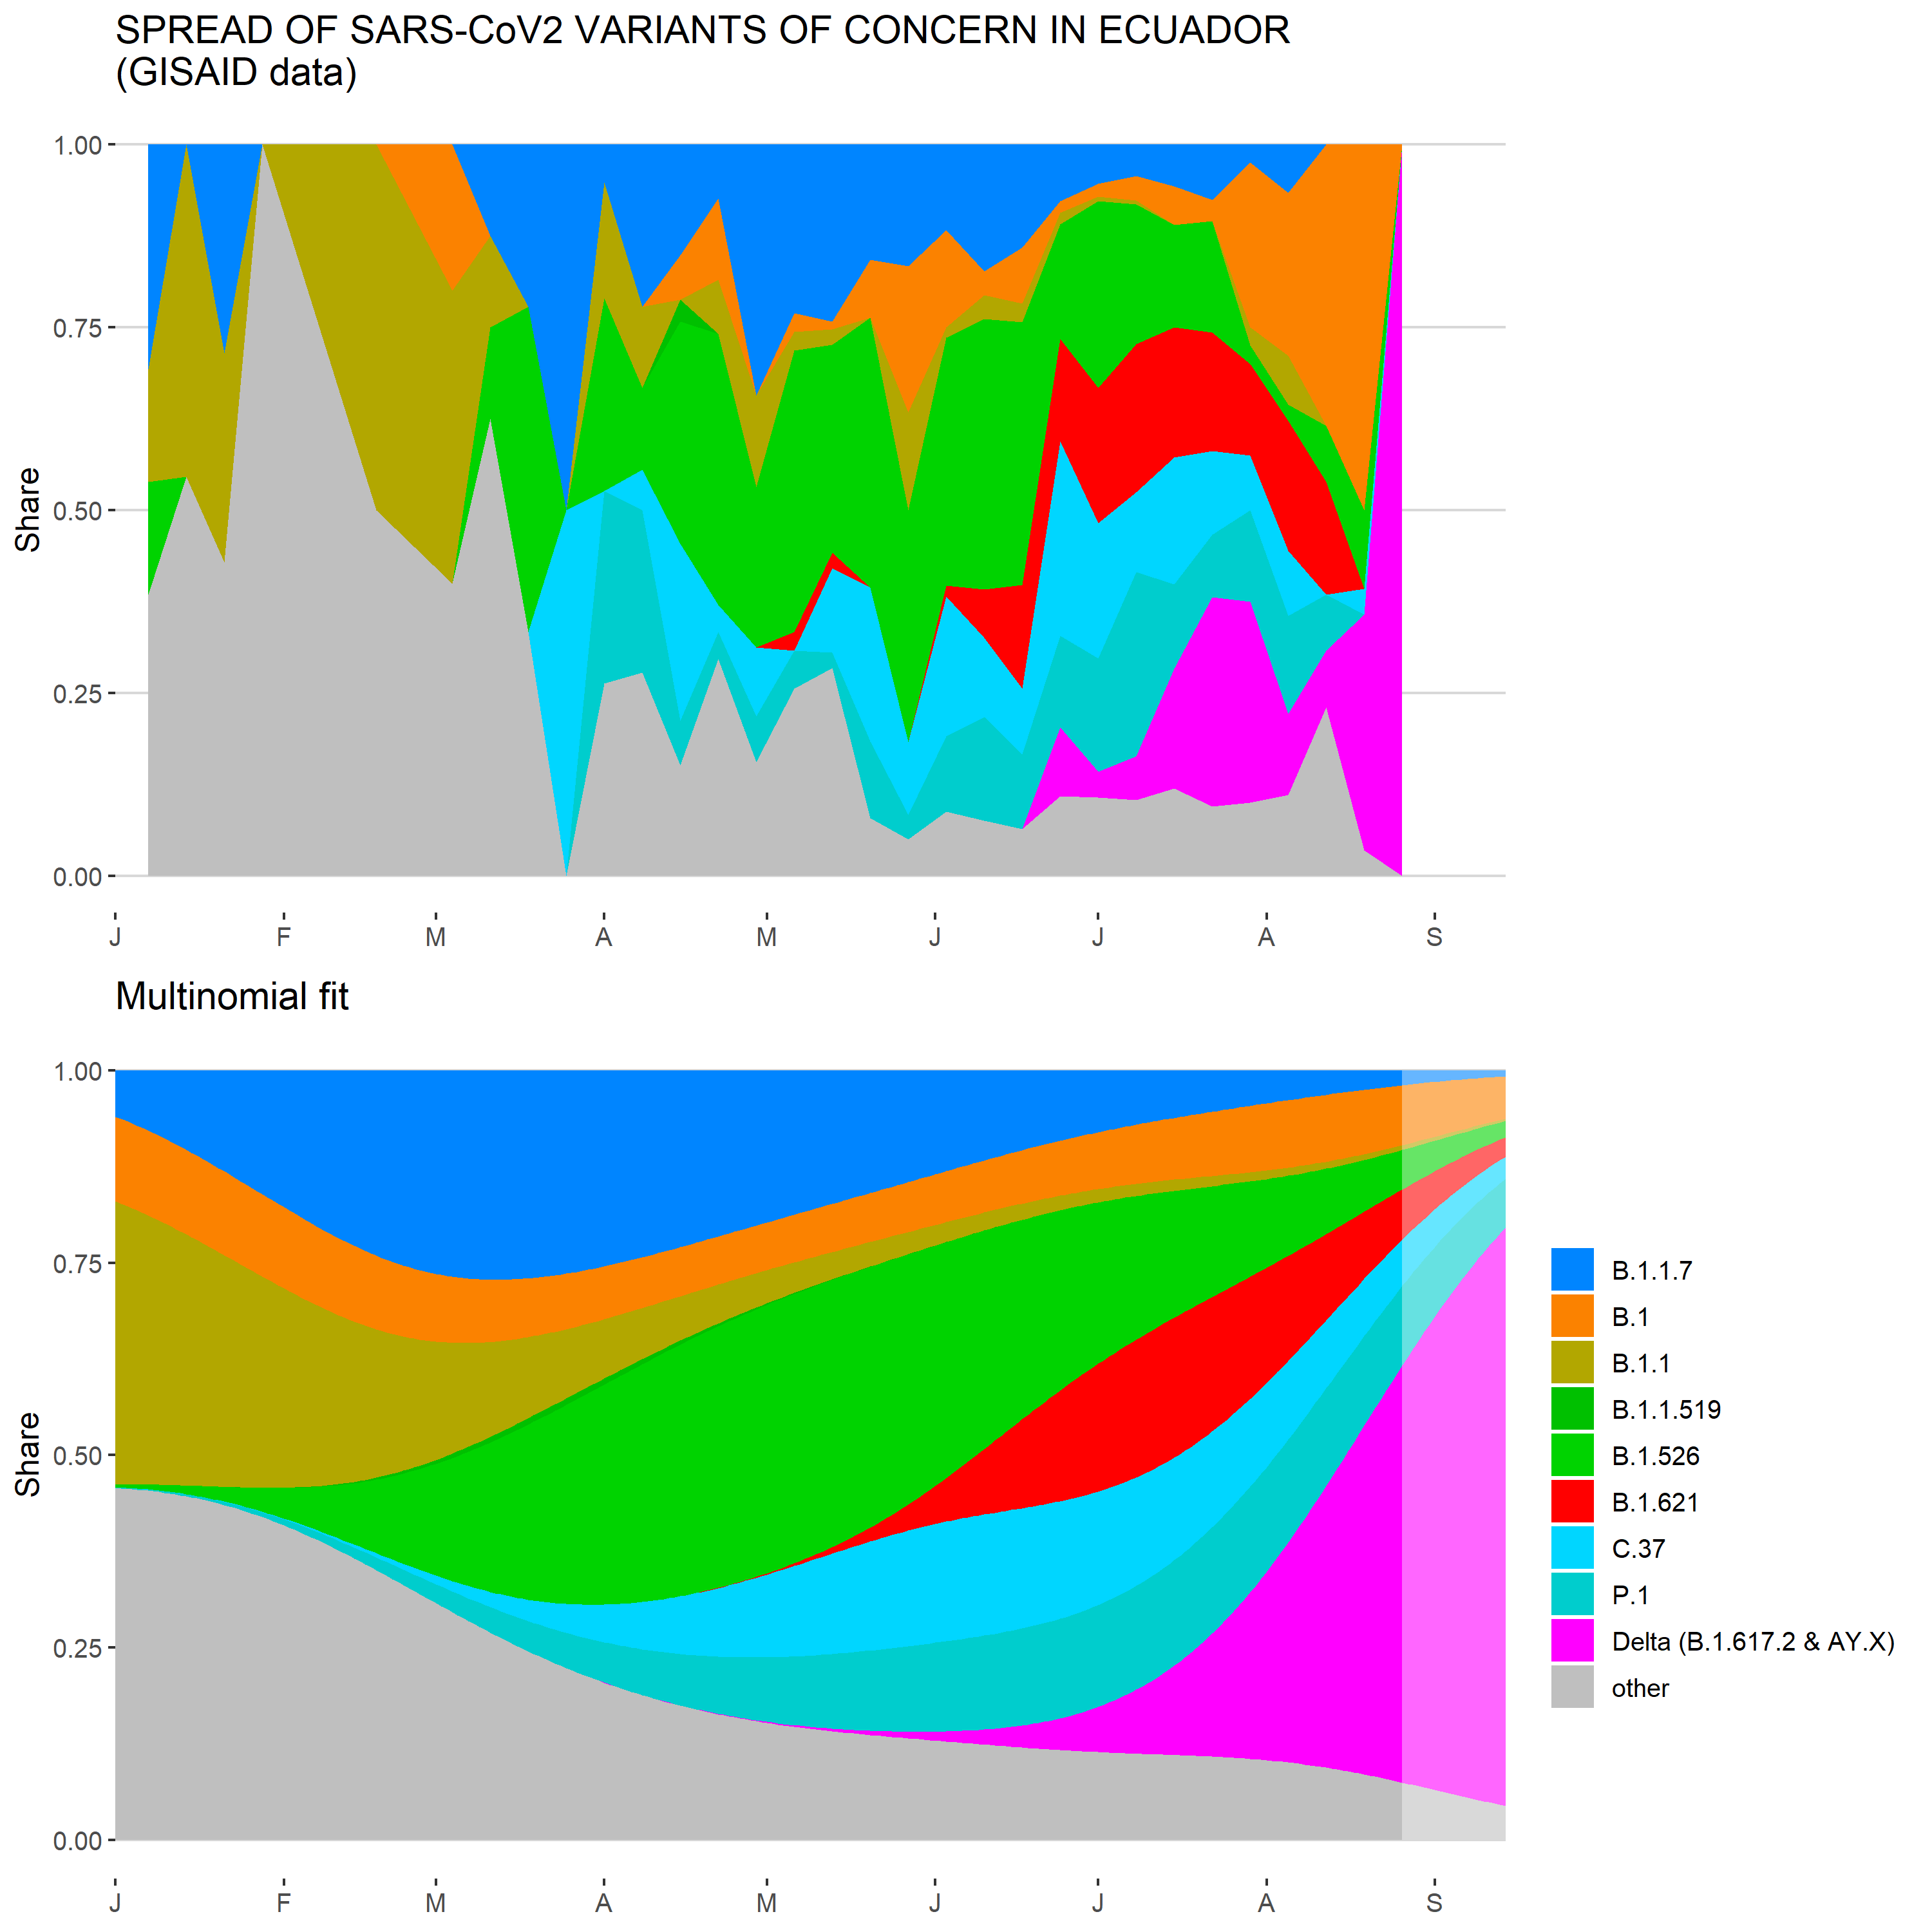 SPREAD OF SARS-CoV2 VARIANTS OF CONCERN IN ECUADOR
(GISAID data)
1.00
0.75
0.50
0.25
0.00
Share
J F M A M J J A S
Multinomial fit
1.00
0.75
0.50
0.25
0.00
Share
J F M A M J J A S
B.1.1.7
B.1
B.1.1
B.1.1.519
B.1.526
B.1.621
C.37
P.1
Delta (B.1.617.2 & AY.X)
other